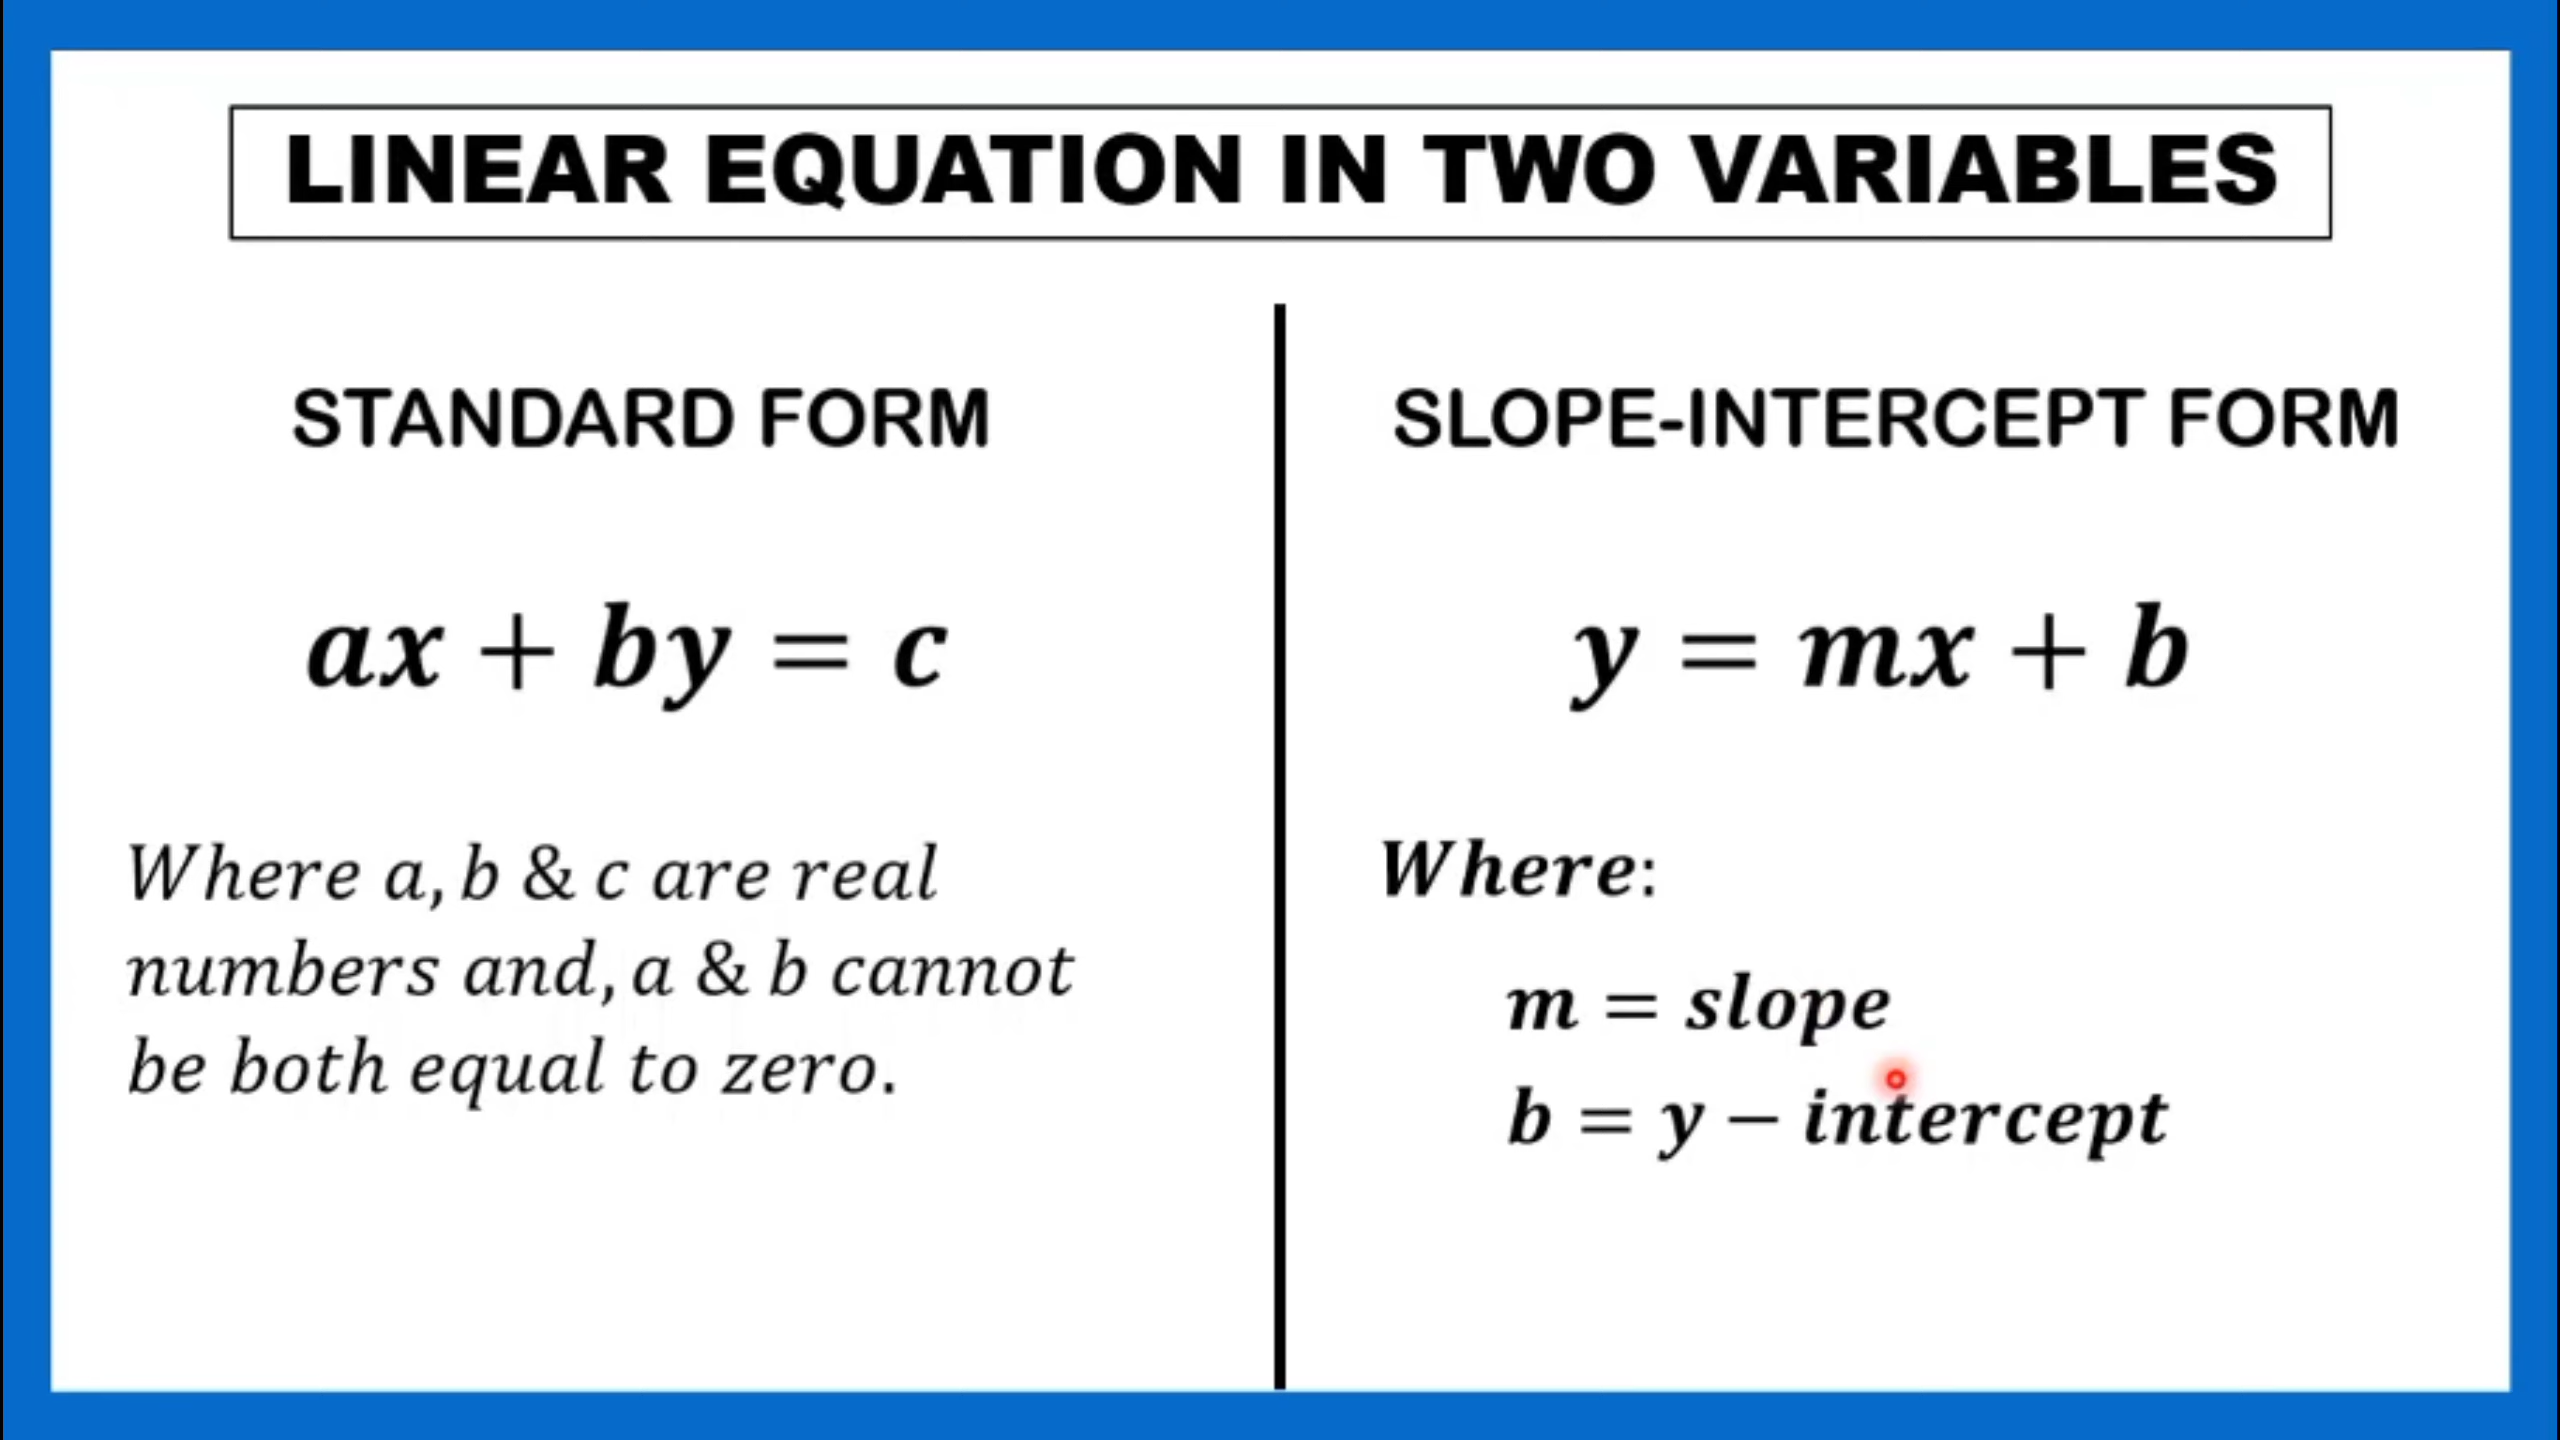 LINEAR EQUATION IN TWO VARIABLES
STANDARD FORM
ax + by = c
Where a, b & c are real
numbers and, a & b cannot
be both equal to zero.
SLOPE-INTERCEPT FORM
y = mx + b
Where:
m = slope
b = y − intercept